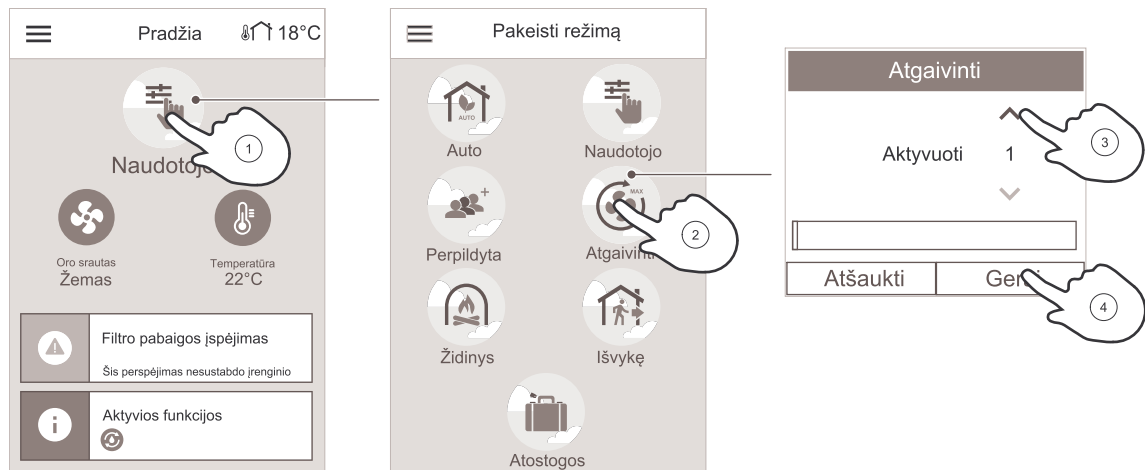 Pradžia 18°C
Naudotojo
Oro srautas
Žemas
Temperatūra
22°C
Filtro pabaigos įspėjimas
Šis perspėjimas nesustabdo įrenginio
Aktyvios funkcijos
1
Pakeisti režimą
AUTO
Auto
Naudotojo
MAX
Perpildyta
Atgaivinti
2
Židinys
Išvykę
Atostogos
Atgaivinti
Aktyvuoti 1
3
Atšaukti
Gerai
4